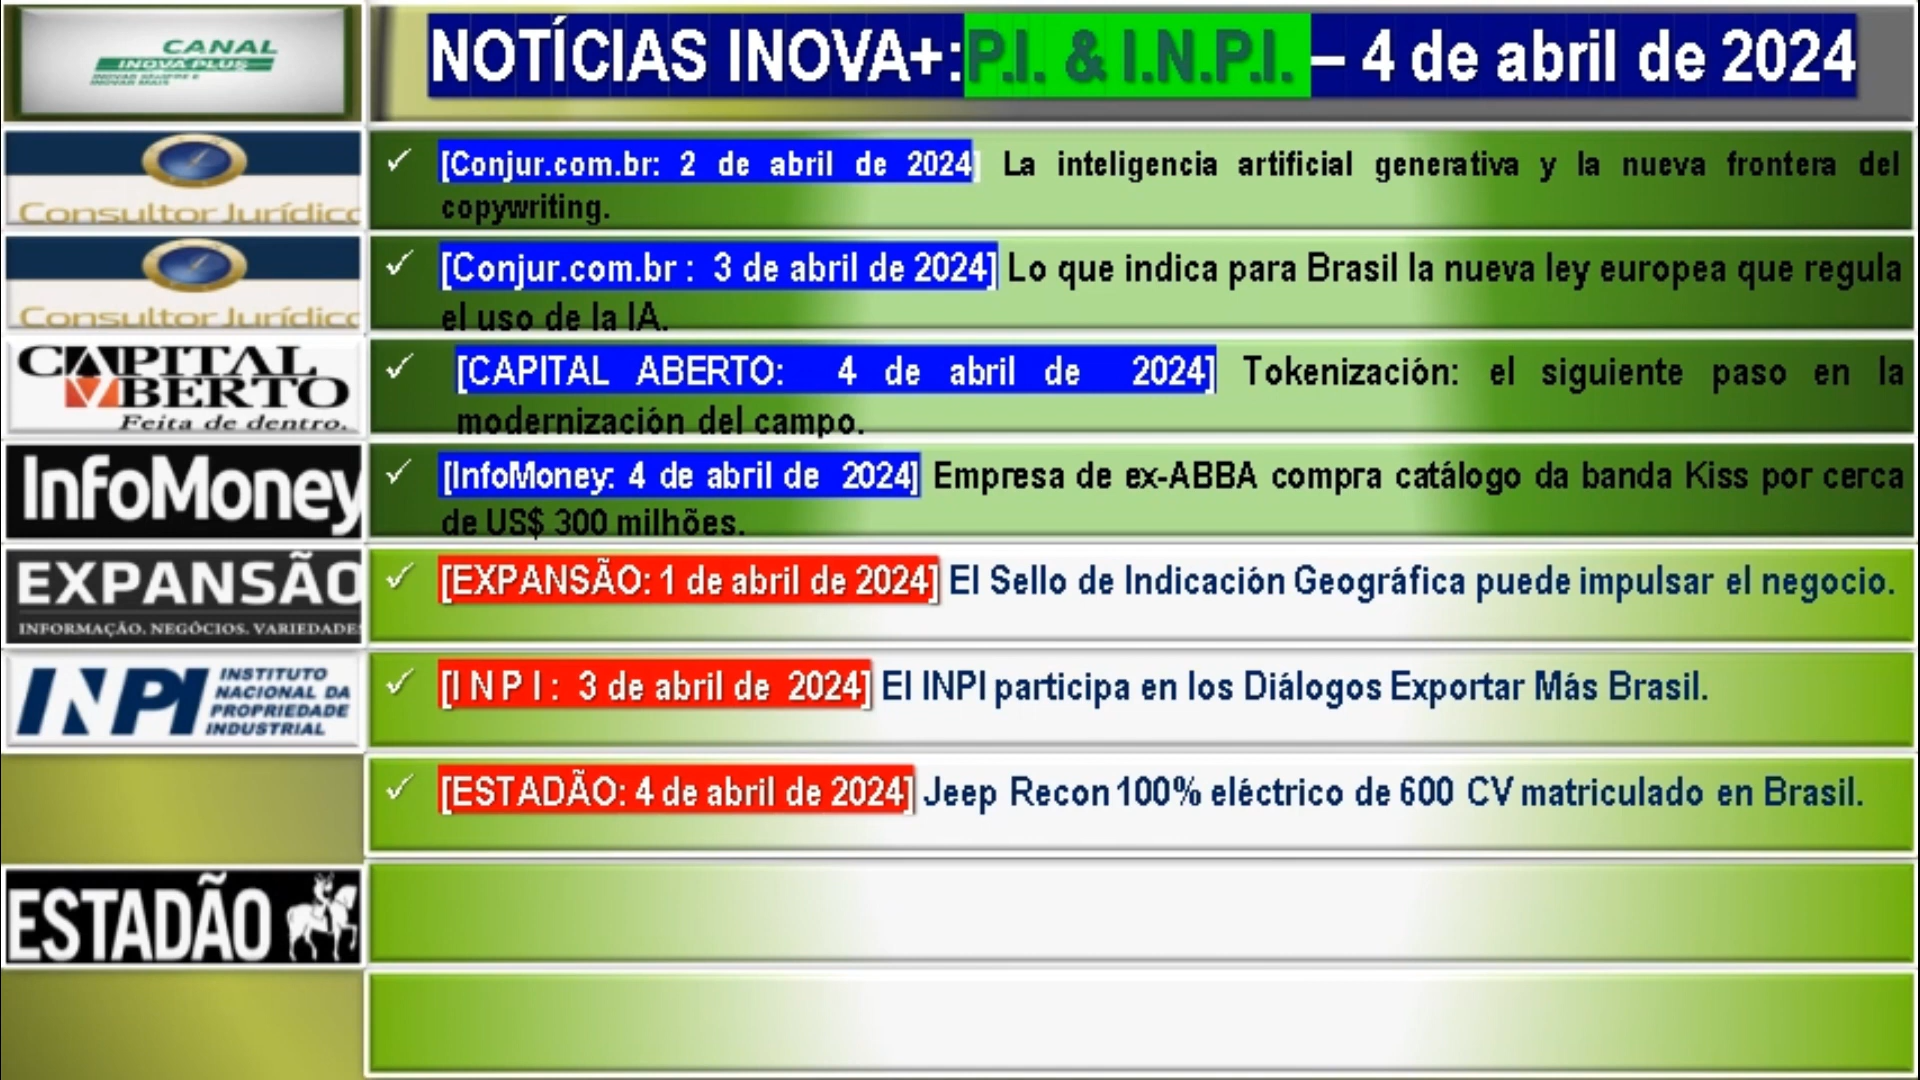 CANAL
INOVA PLUS
INOVAR SEMPRE E
INOVAR MAIS
NOTÍCIAS INOVA+:P.I. & I.N.P.I. – 4 de abril de 2024
Consultor Jurídico
✓ [Conjur.com.br: 2 de abril de 2024] La inteligencia artificial generativa y la nueva frontera del
copywriting.
Consultor Jurídico
✓ [Conjur.com.br : 3 de abril de 2024] Lo que indica para Brasil la nueva ley europea que regula
el uso de la IA.
CAPITAL
ABERTO
Feita de dentro.
✓ [CAPITAL ABERTO: 4 de abril de 2024] Tokenización: el siguiente paso en la
modernización del campo.
InfoMoney
✓ [InfoMoney: 4 de abril de 2024] Empresa de ex-ABBA compra catálogo da banda Kiss por cerca
de US$ 300 milhões.
EXPANSÃO
INFORMAÇÃO. NEGÓCIOS. VARIEDADE
✓ [EXPANSÃO: 1 de abril de 2024] El Sello de Indicación Geográfica puede impulsar el negocio.
INPI INSTITUTO
NACIONAL DA
PROPRIEDADE
INDUSTRIAL
✓ [I N P I : 3 de abril de 2024] El INPI participa en los Diálogos Exportar Más Brasil.
✓ [ESTADÃO: 4 de abril de 2024] Jeep Recon 100% eléctrico de 600 CV matriculado en Brasil.
ESTADÃO